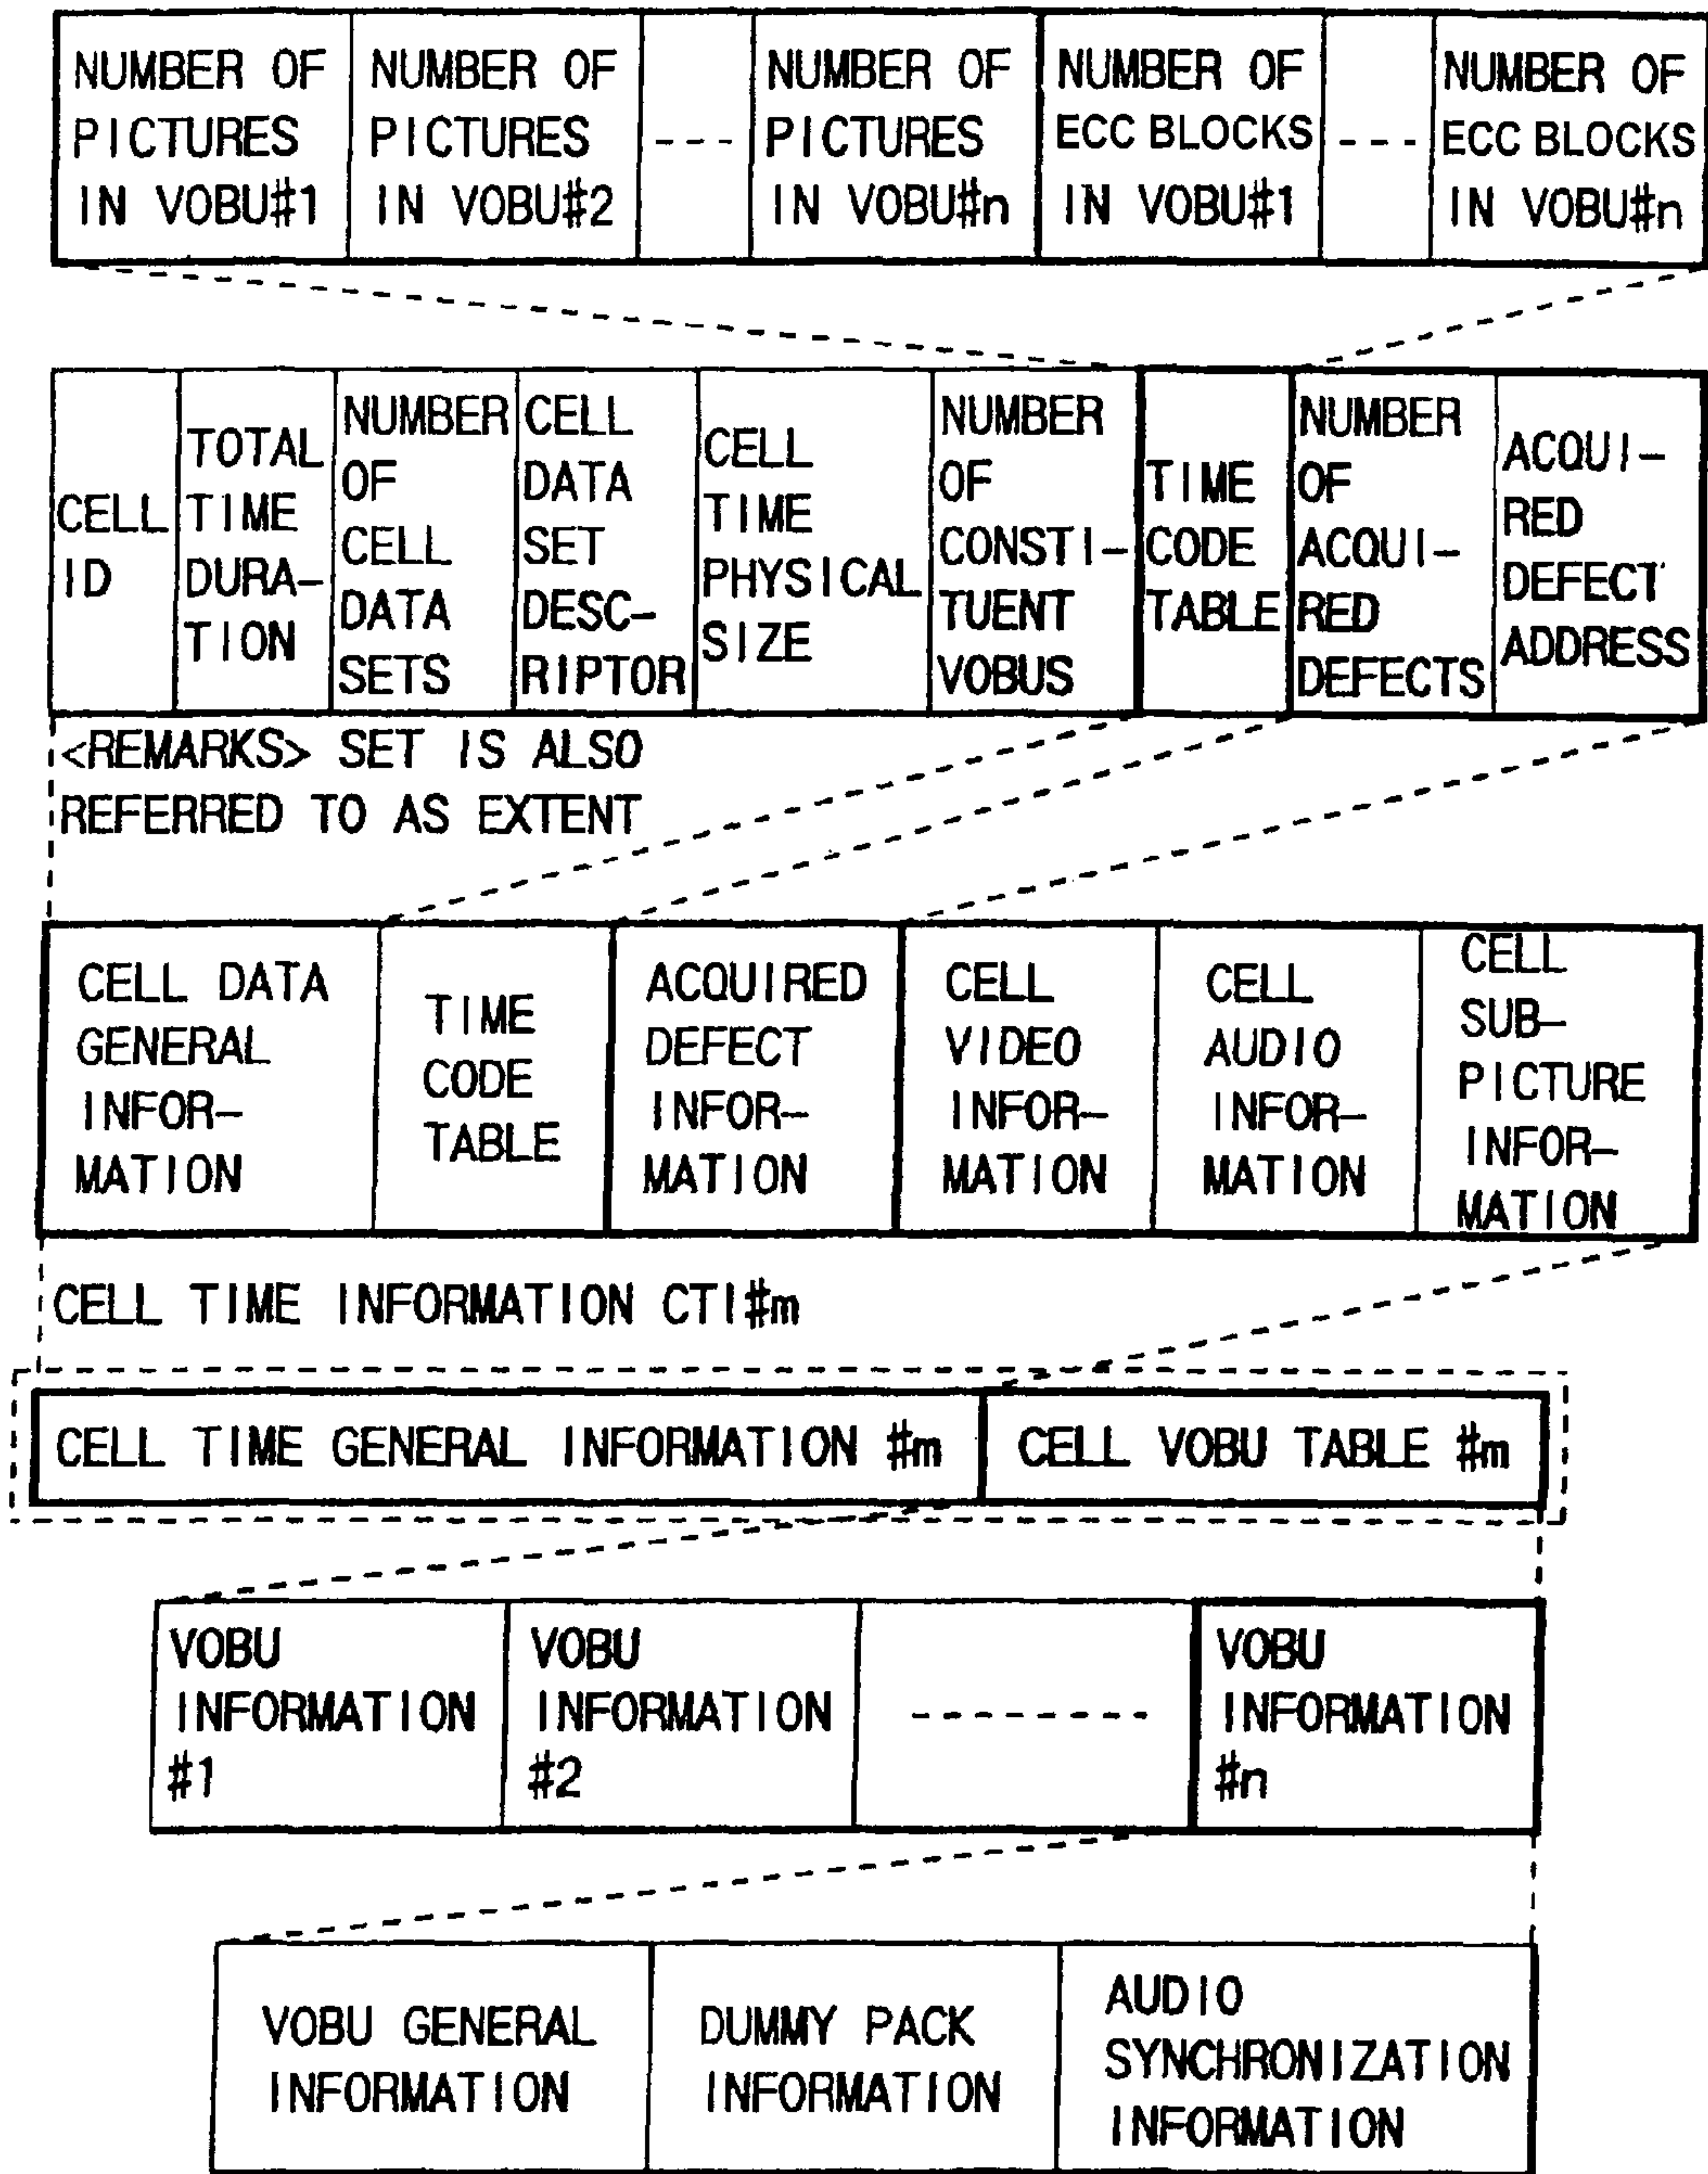 NUMBER OF
PICTURES
IN VOBU#1
NUMBER OF
PICTURES
IN VOBU#2
----
NUMBER OF
PICTURES
IN VOBU#n
NUMBER OF
ECC BLOCKS
IN VOBU#1
----
NUMBER OF
ECC BLOCKS
IN VOBU#n
CELL
ID
TOTAL
TIME
DURA-
TION
NUMBER
OF
CELL
DATA
SETS
CELL
DATA
SET
DESC-
RIPTOR
CELL
TIME
PHYSICAL
SIZE
NUMBER
OF
CONSTI-
TUENT
VOBUS
TIME
CODE
TABLE
NUMBER
OF
ACQUI-
RED
DEFECTS
ACQUI-
RED
DEFECT
ADDRESS
<REMARKS> SET IS ALSO
REFERRED TO AS EXTENT
CELL DATA
GENERAL
INFOR-
MATION
TIME
CODE
TABLE
ACQUIRED
DEFECT
INFOR-
MATION
CELL
VIDEO
INFOR-
MATION
CELL
AUDIO
INFOR-
MATION
CELL
SUB-
PICTURE
INFOR-
MATION
CELL TIME INFORMATION CTI#m
CELL TIME GENERAL INFORMATION #m
CELL VOBU TABLE #m
VOBU
INFORMATION
#1
VOBU
INFORMATION
#2
---------
VOBU
INFORMATION
#n
VOBU GENERAL
INFORMATION
DUMMY PACK
INFORMATION
AUDIO
SYNCHRONIZATION
INFORMATION